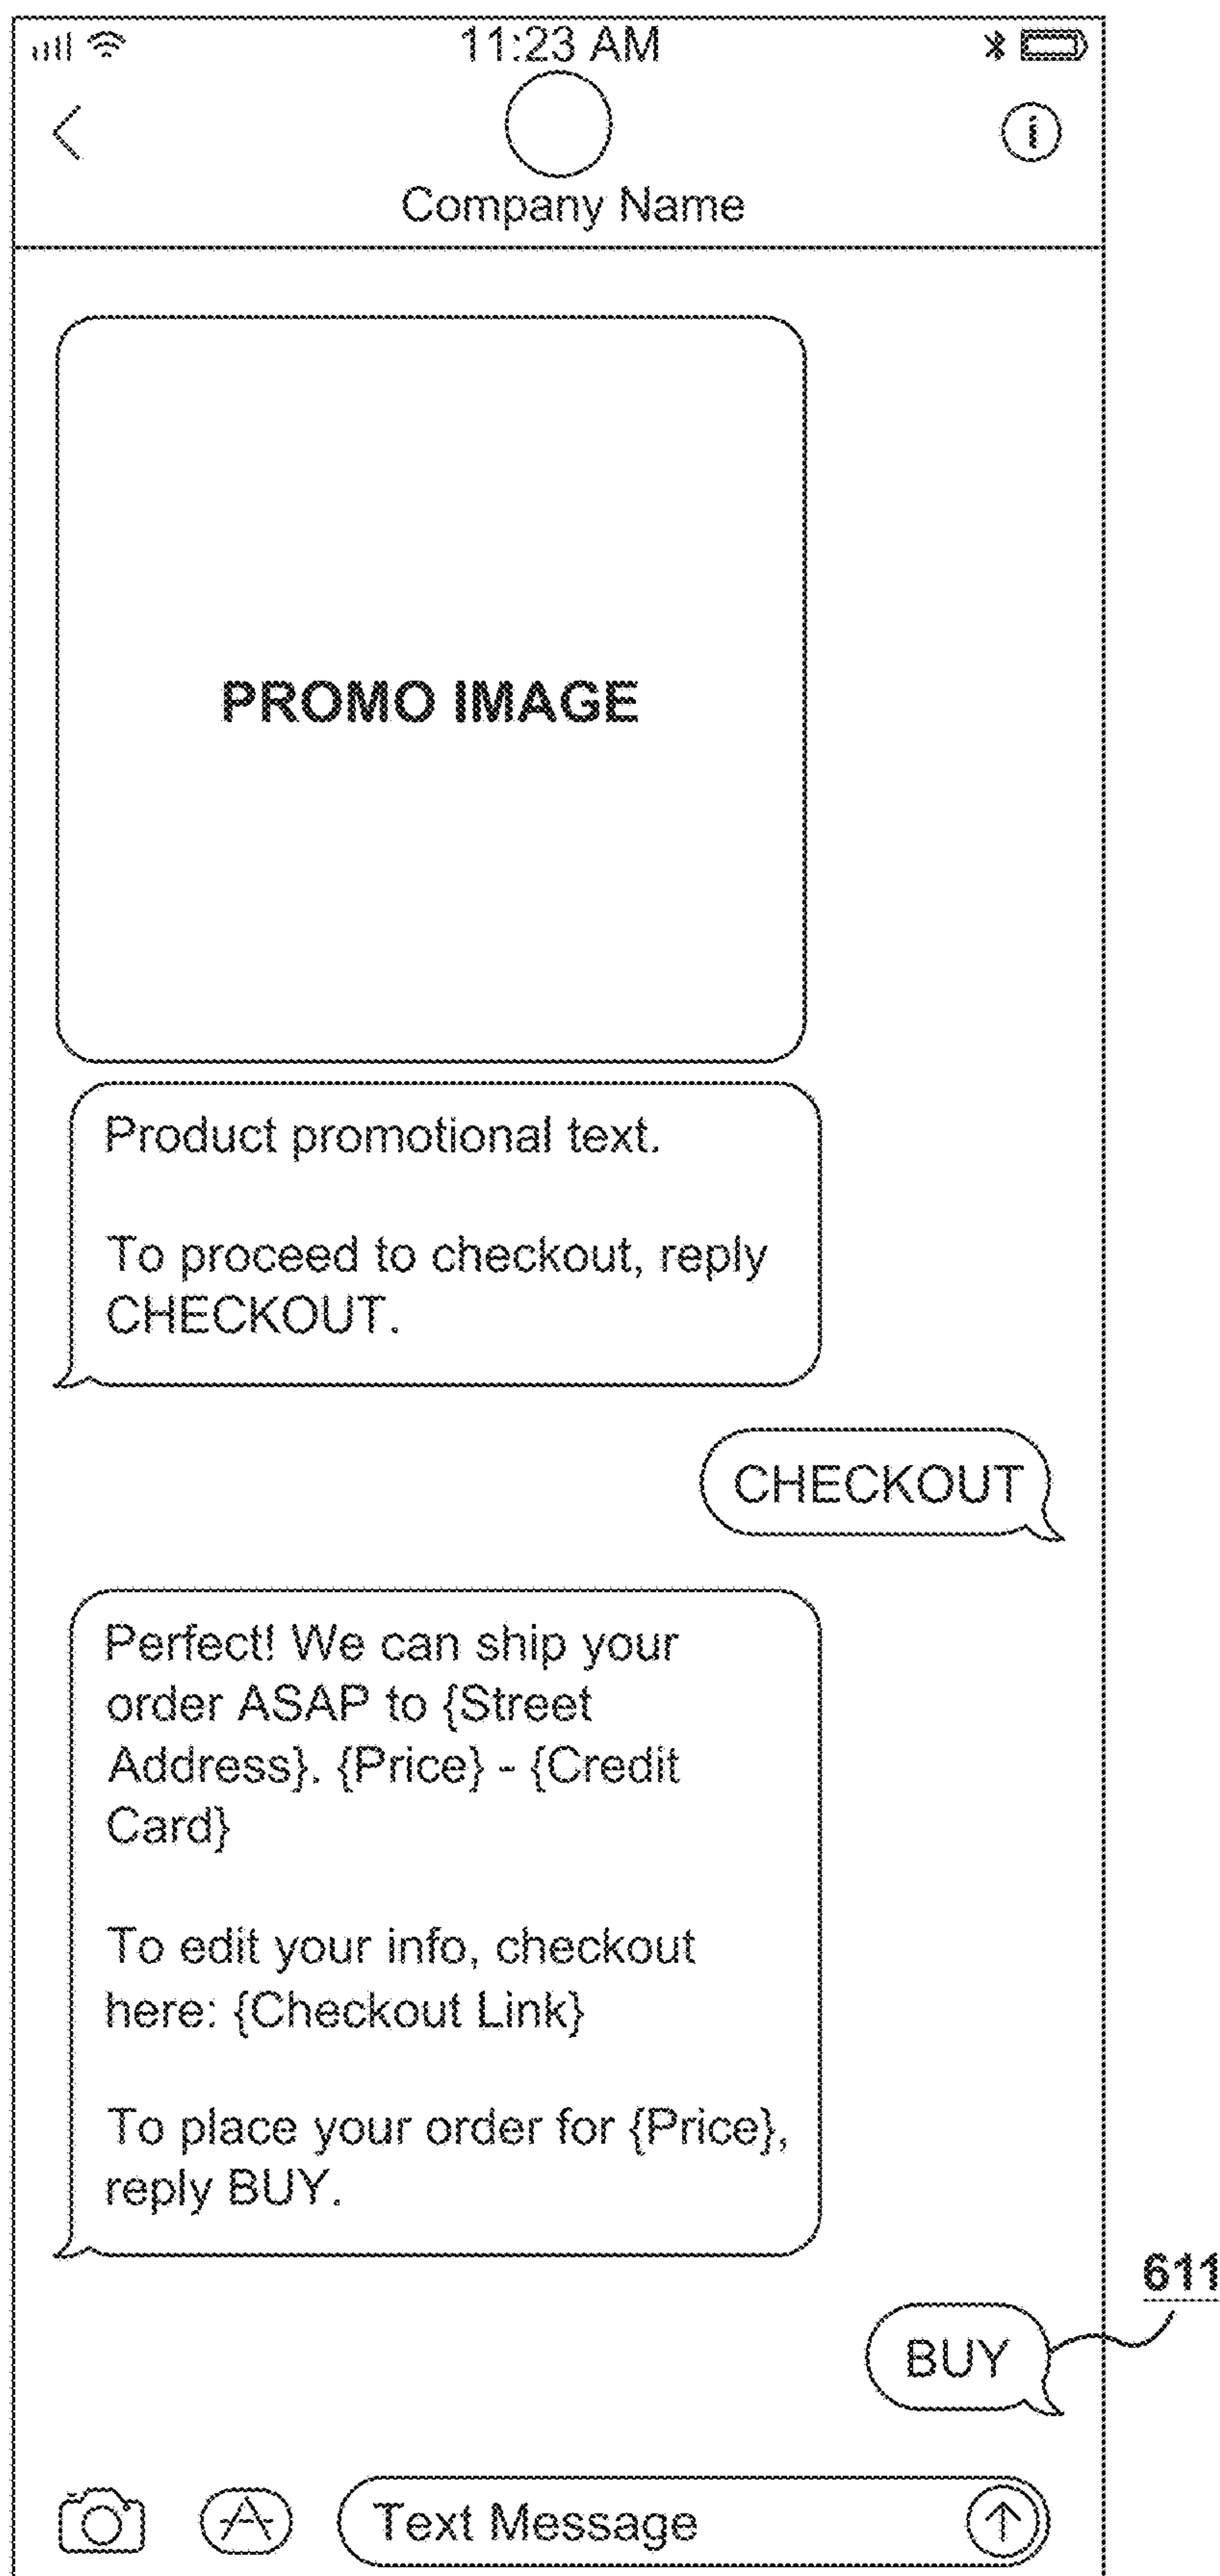 11:23 AM
i
Company Name
PROMO IMAGE
Product promotional text.
To proceed to checkout, reply
CHECKOUT.
CHECKOUT
Perfect! We can ship your
order ASAP to {Street
Address}. {Price} - {Credit
Card}
To edit your info, checkout
here: {Checkout Link}
To place your order for {Price},
reply BUY.
611
BUY
Text Message